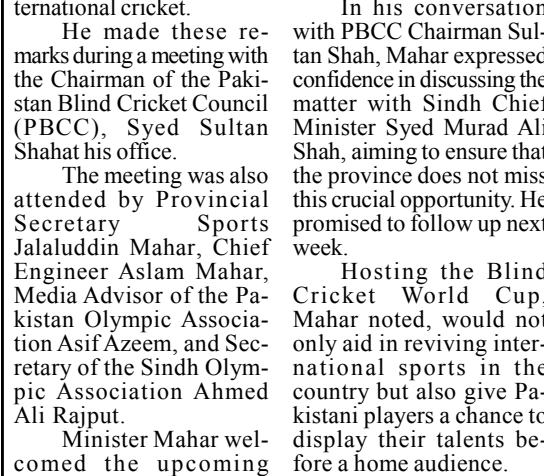 ternational cricket.
He made these re-
marks during a meeting with
the Chairman of the Paki-
stan Blind Cricket Council
(PBCC), Syed Sultan
Shahat his office.
The meeting was also
attended by Provincial
Secretary Sports
Jalaluddin Mahar, Chief
Engineer Aslam Mahar,
Media Advisor of the Pa-
kistan Olympic Associa-
tion Asif Azeem, and Sec-
retary of the Sindh Olym-
pic Association Ahmed
Ali Rajput.
Minister Mahar wel-
comed the upcoming
In his conversation
with PBCC Chairman Sul-
tan Shah, Mahar expressed
confidence in discussing the
matter with Sindh Chief
Minister Syed Murad Ali
Shah, aiming to ensure that
the province does not miss
this crucial opportunity. He
promised to follow up next
week.
Hosting the Blind
Cricket World Cup,
Mahar noted, would not
only aid in reviving inter-
national sports in the
country but also give Pa-
kistani players a chance to
display their talents be-
fore a home audience.